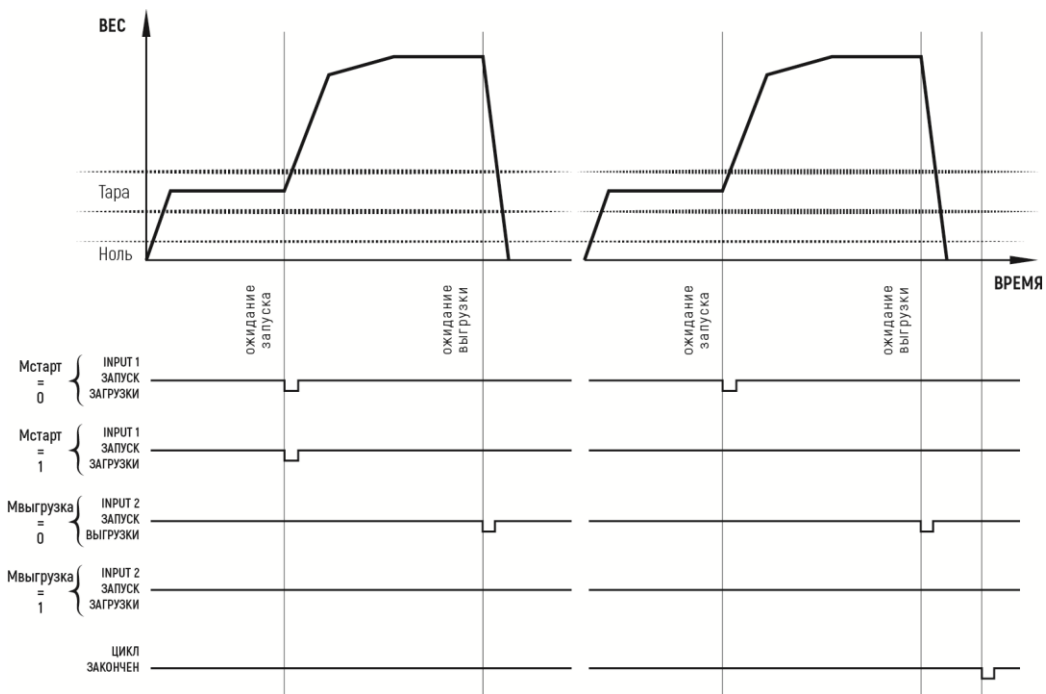 ВЕС
Тара
Ноль
ВРЕМЯ
ожидание
запуска
ожидание
выгрузки
ожидание
запуска
ожидание
выгрузки
Мстарт
=
0
INPUT 1
ЗАПУСК
ЗАГРУЗКИ
Мстарт
=
1
INPUT 1
ЗАПУСК
ЗАГРУЗКИ
Мвыгрузка
=
0
INPUT 2
ЗАПУСК
ВЫГРУЗКИ
Мвыгрузка
=
1
INPUT 2
ЗАПУСК
ЗАГРУЗКИ
ЦИКЛ
ЗАКОНЧЕН